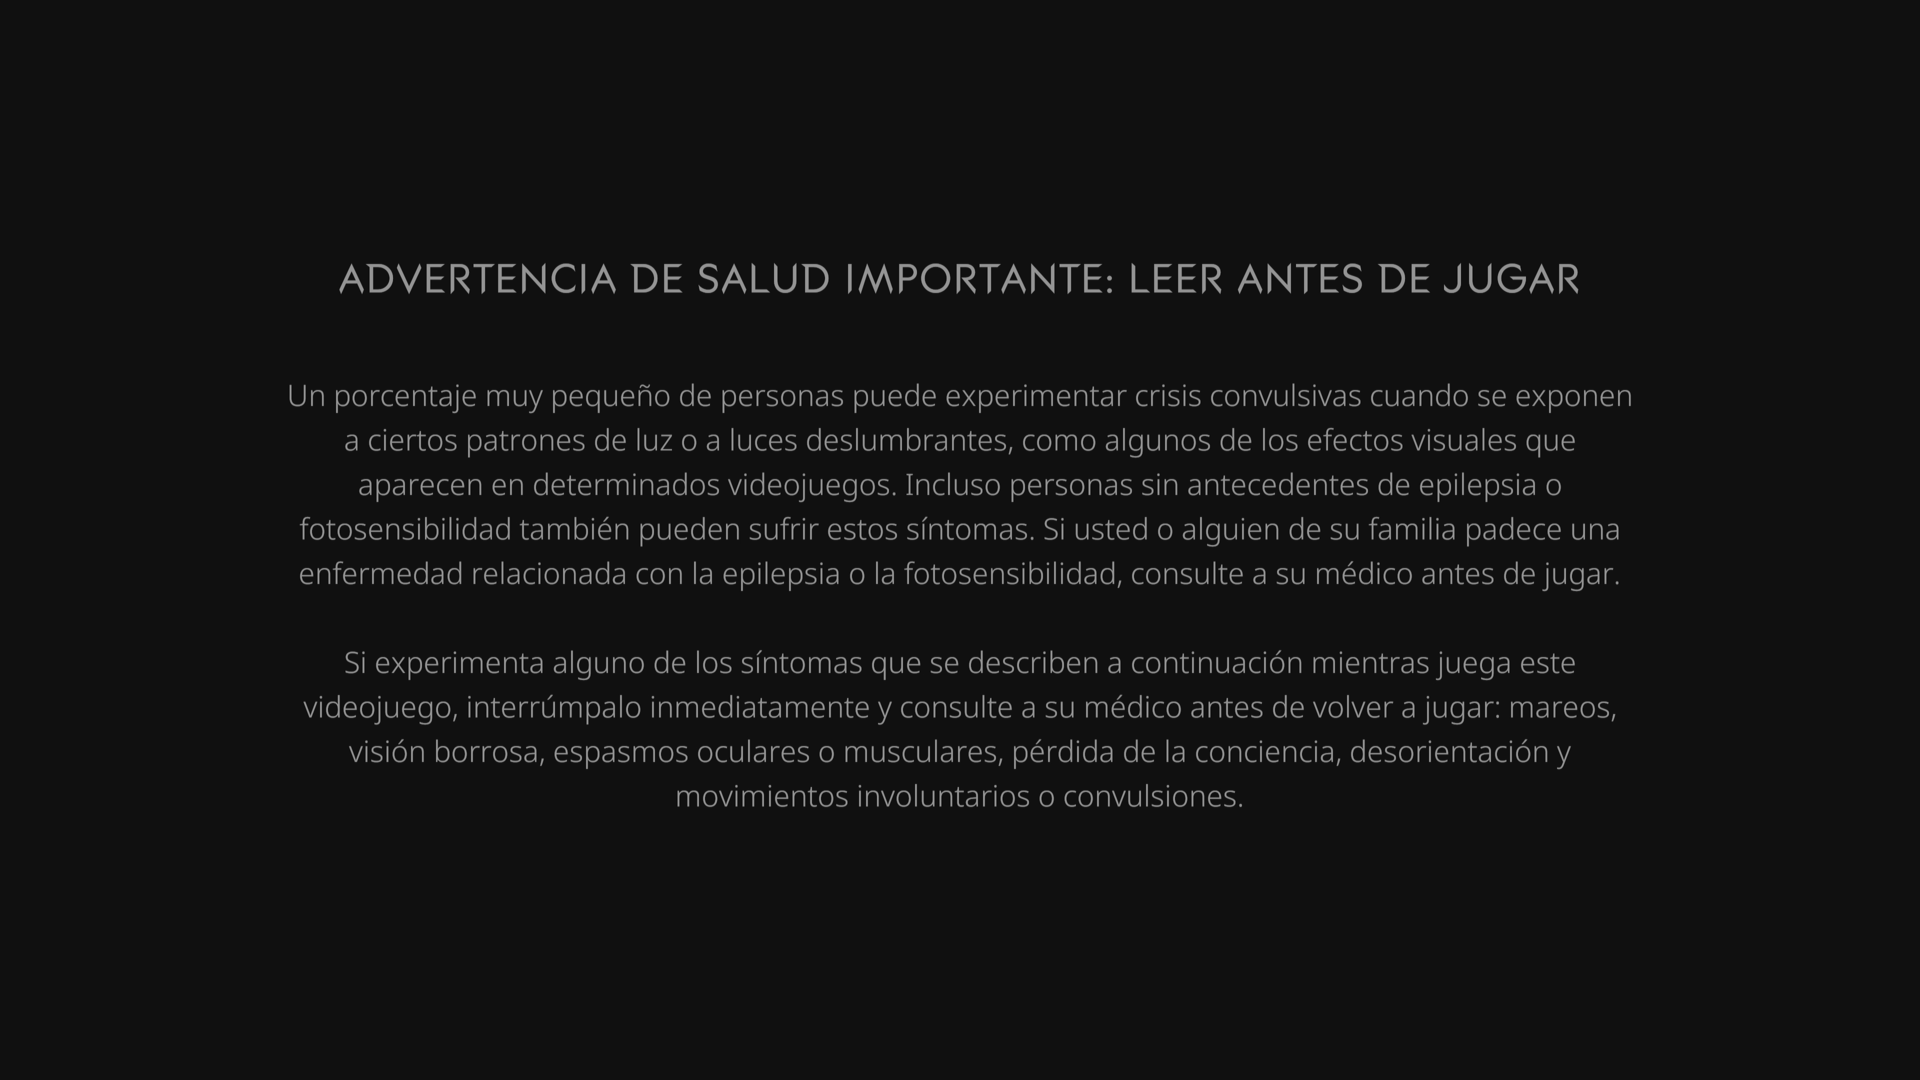 ADVERTENCIA DE SALUD IMPORTANTE: LEER ANTES DE JUGAR
Un porcentaje muy pequeño de personas puede experimentar crisis convulsivas cuando se exponen
a ciertos patrones de luz o a luces deslumbrantes, como algunos de los efectos visuales que
aparecen en determinados videojuegos. Incluso personas sin antecedentes de epilepsia o
fotosensibilidad también pueden sufrir estos síntomas. Si usted o alguien de su familia padece una
enfermedad relacionada con la epilepsia o la fotosensibilidad, consulte a su médico antes de jugar.
Si experimenta alguno de los síntomas que se describen a continuación mientras juega este
videojuego, interrúmpalo inmediatamente y consulte a su médico antes de volver a jugar: mareos,
visión borrosa, espasmos oculares o musculares, pérdida de la conciencia, desorientación y
movimientos involuntarios o convulsiones.